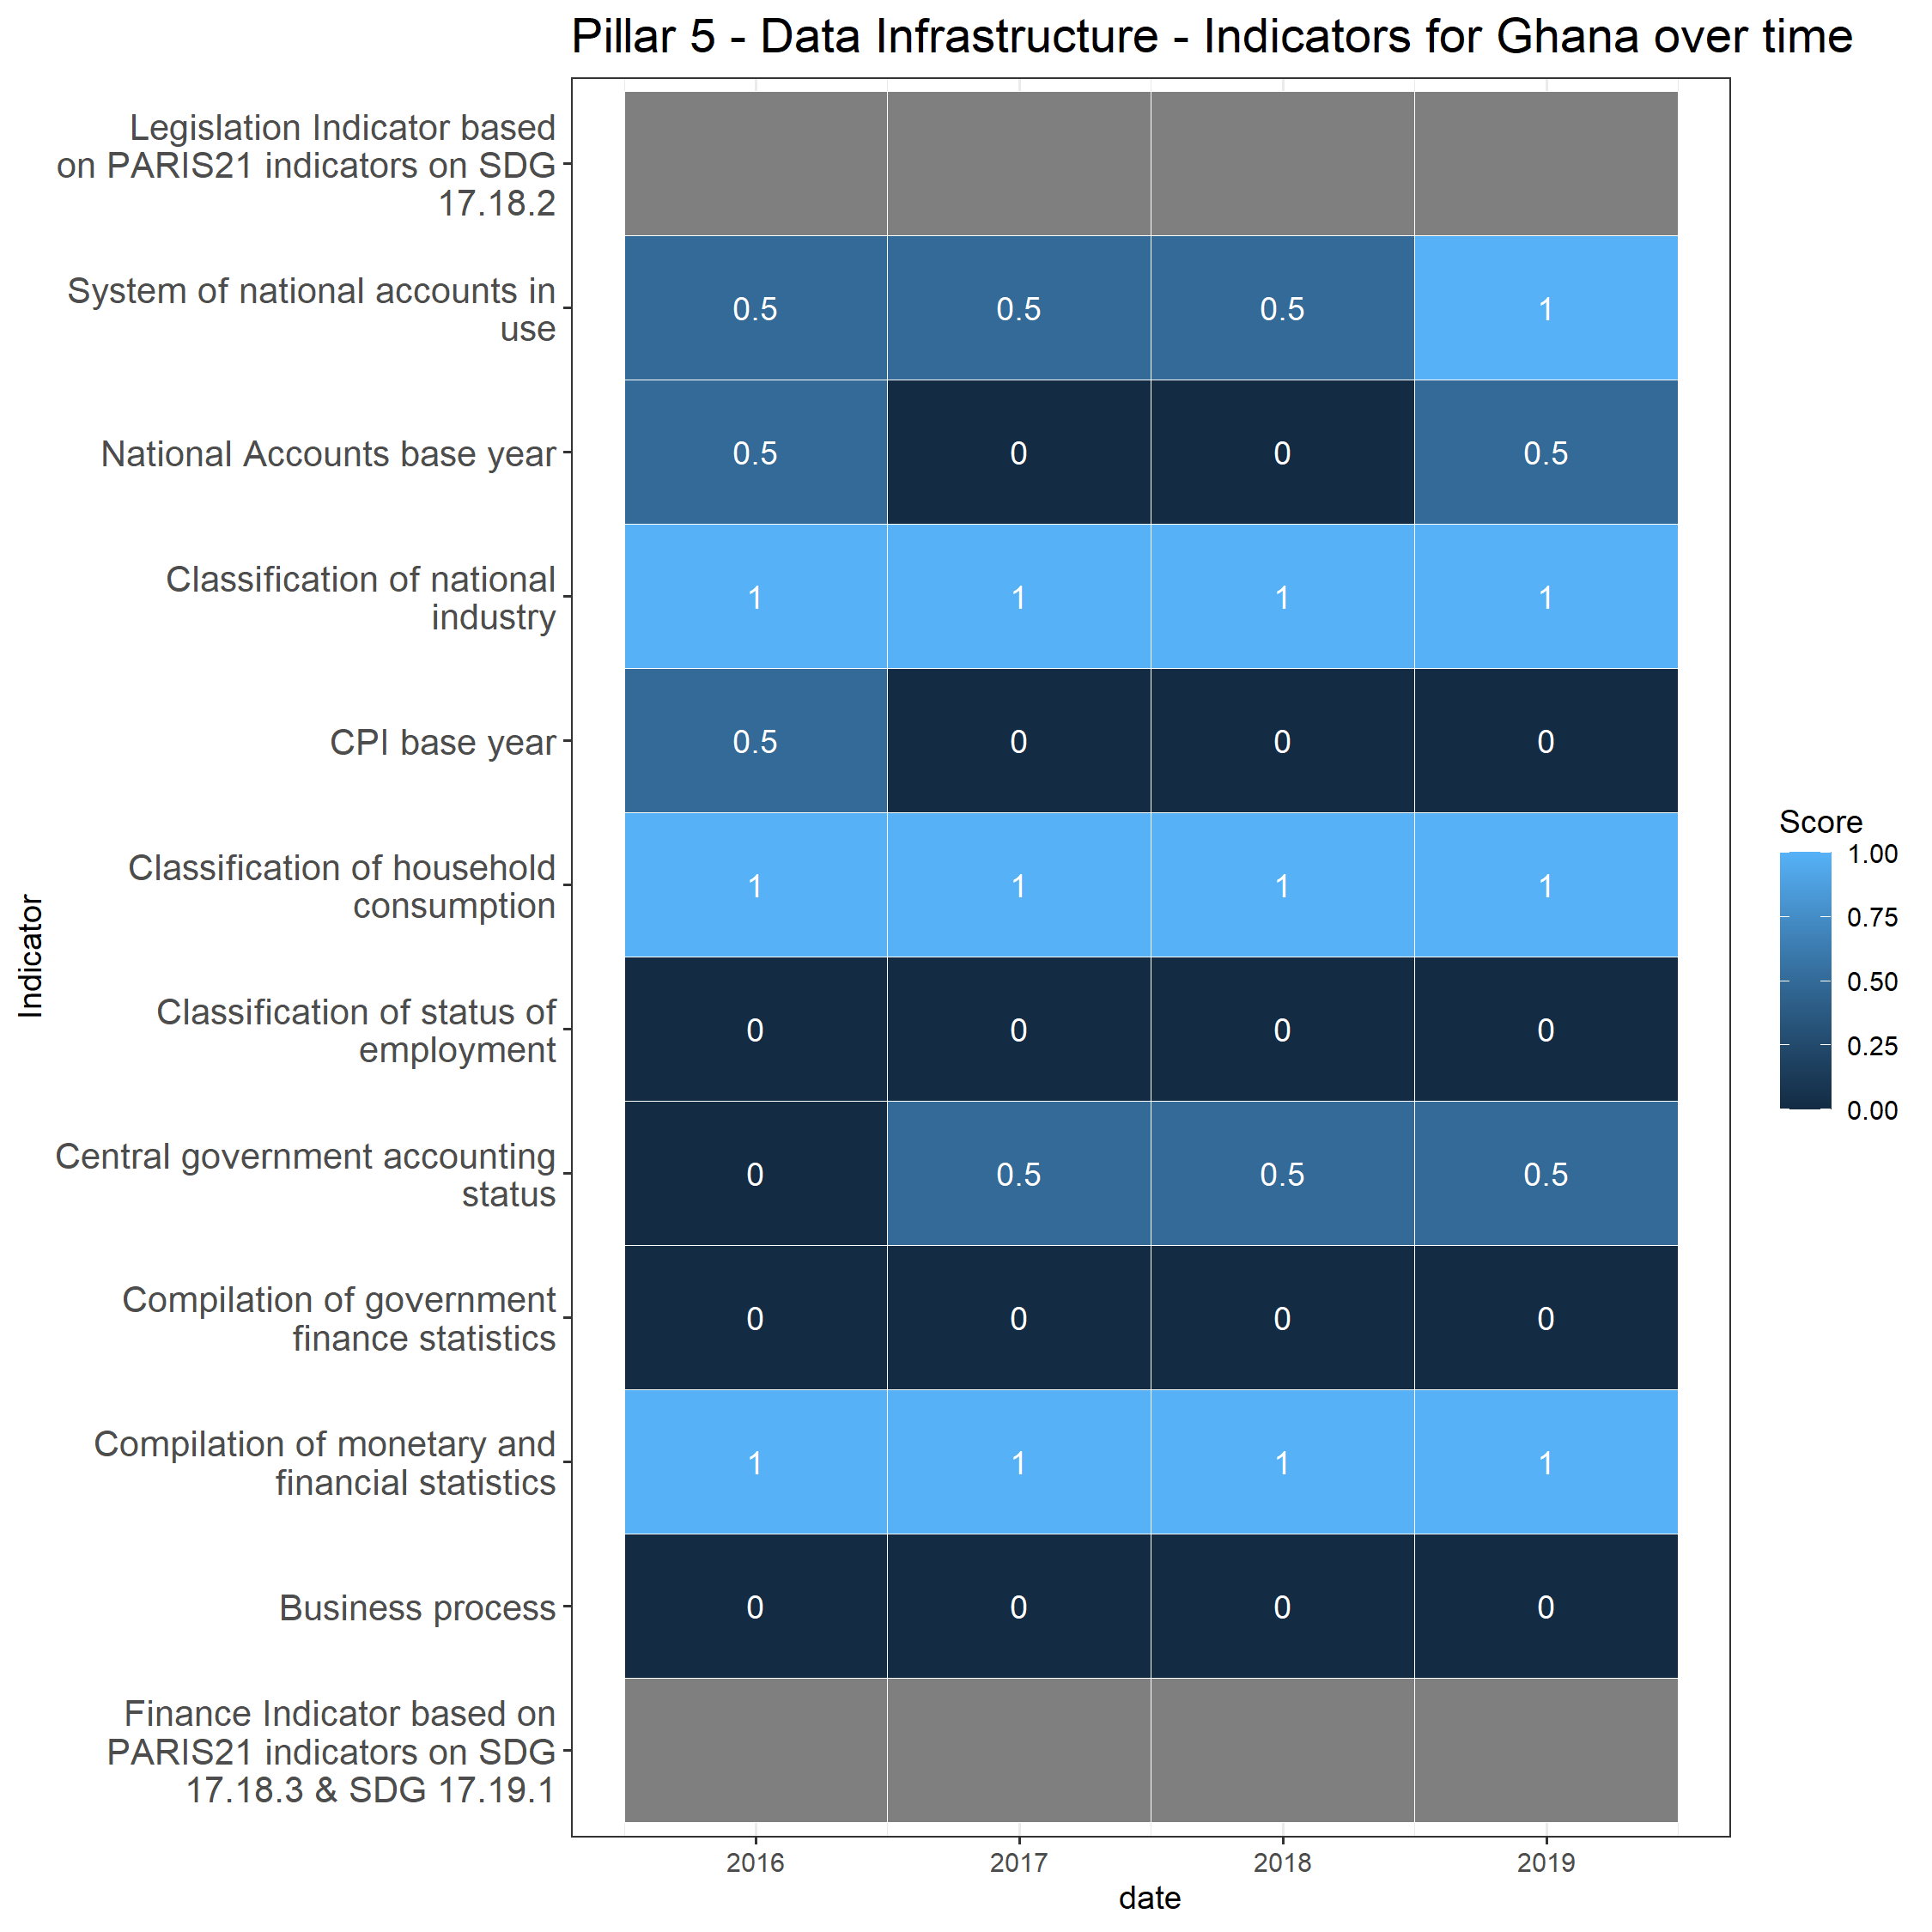 Pillar 5 - Data Infrastructure - Indicators for Ghana over time
Indicator
Legislation Indicator based
on PARIS21 indicators on SDG
17.18.2
System of national accounts in
use
0.5 0.5 0.5 1
National Accounts base year
0.5 0 0 0.5
Classification of national
industry
1 1 1 1
CPI base year
0.5 0 0 0
Classification of household
consumption
1 1 1 1
Classification of status of
employment
0 0 0 0
Central government accounting
status
0 0.5 0.5 0.5
Compilation of government
finance statistics
0 0 0 0
Compilation of monetary and
financial statistics
1 1 1 1
Business process
0 0 0 0
Finance Indicator based on
PARIS21 indicators on SDG
17.18.3 & SDG 17.19.1
2016 2017 2018 2019
date
Score
1.00
0.75
0.50
0.25
0.00